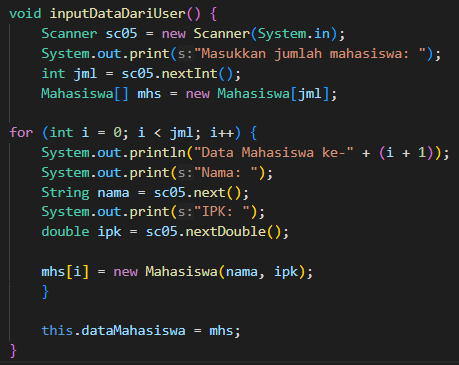 void inputDataDariUser() {
    Scanner sc05 = new Scanner(System.in);
    System.out.print(s:"Masukkan jumlah mahasiswa: ");
    int jml = sc05.nextInt();
    Mahasiswa[] mhs = new Mahasiswa[jml];

for (int i = 0; i < jml; i++) {
    System.out.println("Data Mahasiswa ke-" + (i + 1));
    System.out.print(s:"Nama: ");
    String nama = sc05.next();
    System.out.print(s:"IPK: ");
    double ipk = sc05.nextDouble();

    mhs[i] = new Mahasiswa(nama, ipk);
    }

    this.dataMahasiswa = mhs;
}